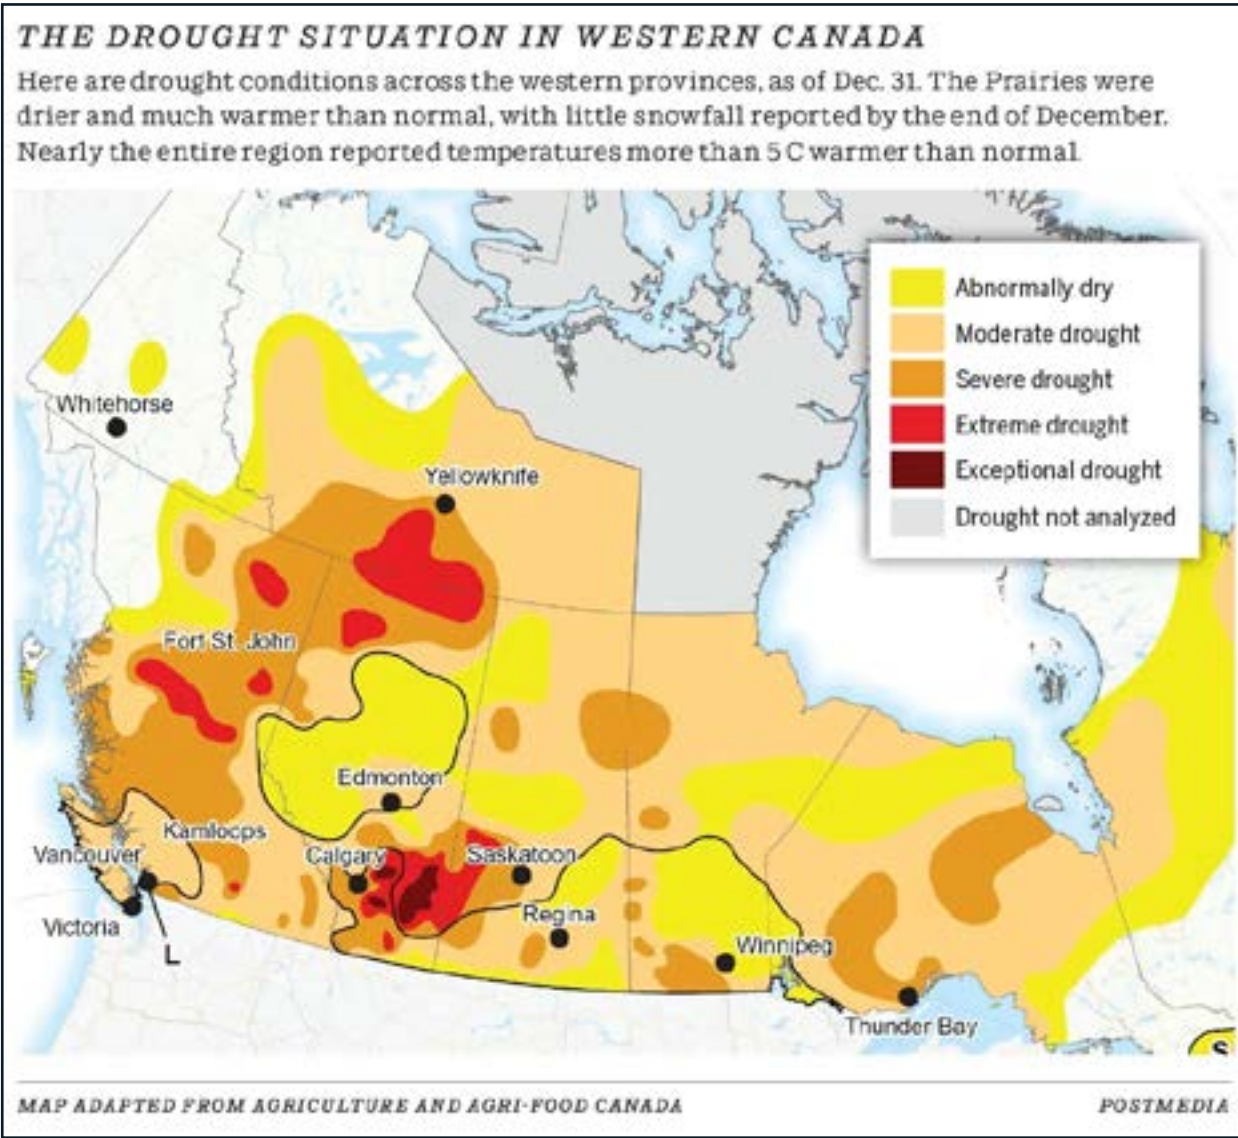 THE DROUGHT SITUATION IN WESTERN CANADA
Here are drought conditions across the western provinces, as of Dec. 31. The Prairies were
drier and much warmer than normal, with little snowfall reported by the end of December.
Nearly the entire region reported temperatures more than 5 C warmer than normal.
Abnormally dry
Moderate drought
Severe drought
Extreme drought
Exceptional drought
Drought not analyzed
Whitehorse
Yellowknife
Fort St. John
Edmonton
Kamloops
Vancouver
Calgary
Saskatoon
Victoria
Regina
L
Winnipeg
Thunder Bay
S
MAP ADAPTED FROM AGRICULTURE AND AGRI-FOOD CANADA
POSTMEDIA